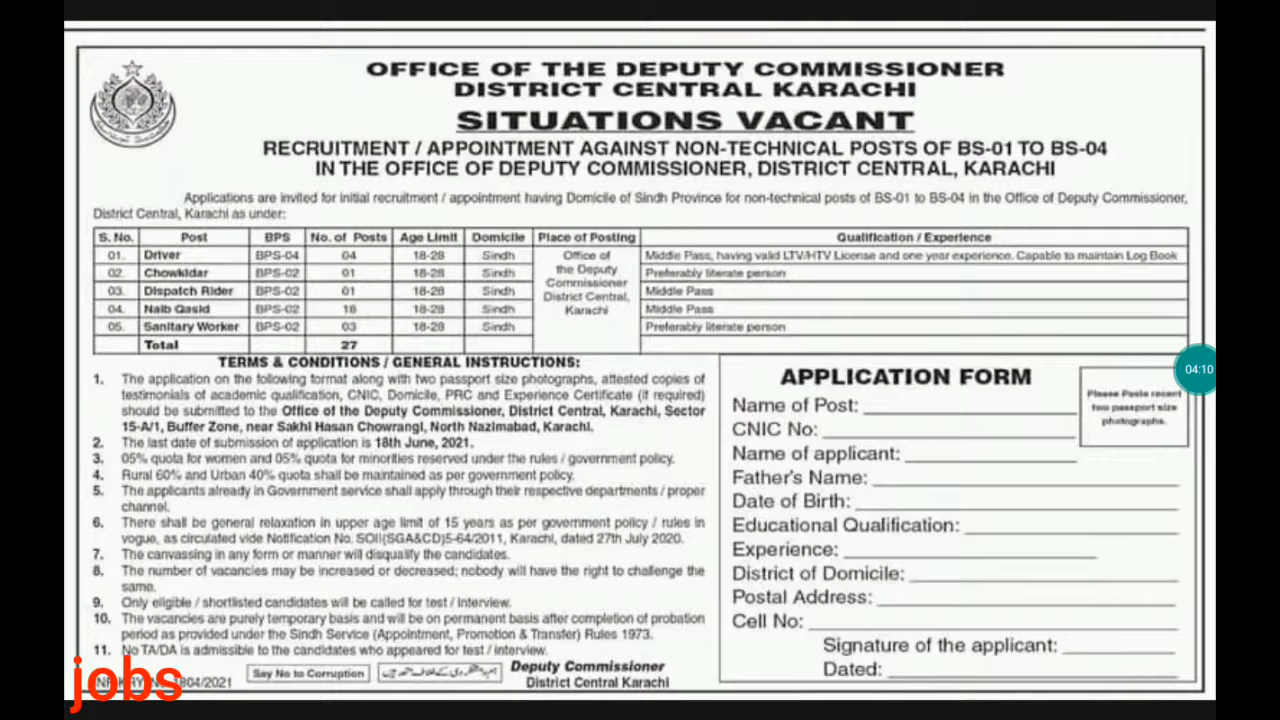 OFFICE OF THE DEPUTY COMMISSIONER
DISTRICT CENTRAL KARACHI
SITUATIONS VACANT
RECRUITMENT / APPOINTMENT AGAINST NON-TECHNICAL POSTS OF BS-01 TO BS-04
IN THE OFFICE OF DEPUTY COMMISSIONER, DISTRICT CENTRAL, KARACHI
Applications are invited for initial recruitment / appointment having Domicile of Sindh Province for non-technical posts of BS-01 to BS-04 in the Office of Deputy Commissioner,
District Central, Karachi as under:
S. No. Post BPS No. of Posts Age Limit Domicile Place of Posting Qualification / Experience
01. Driver BPS-04 04 18-28 Sindh Office of the Deputy Commissioner District Central, Karachi Middle Pass, having valid LTV/HTV License and one year experience. Capable to maintain Log Book
02. Chowkidar BPS-02 01 18-28 Sindh Preferably literate person
03. Dispatch Rider BPS-02 01 18-28 Sindh Middle Pass
04. Naib Qasid BPS-02 18 18-28 Sindh Middle Pass
05. Sanitary Worker BPS-02 03 18-28 Sindh Preferably literate person
Total 27
TERMS & CONDITIONS / GENERAL INSTRUCTIONS:
1. The application on the following format along with two passport size photographs, attested copies of
testimonials of academic qualification, CNIC, Domicile, PRC and Experience Certificate (if required)
should be submitted to the Office of the Deputy Commissioner, District Central, Karachi, Sector
15-A/1, Buffer Zone, near Sakhi Hasan Chowrangi, North Nazimabad, Karachi.
2. The last date of submission of application is 18th June, 2021.
3. 05% quota for women and 05% quota for minorities reserved under the rules / government policy.
4. Rural 60% and Urban 40% quota shall be maintained as per government policy.
5. The applicants already in Government service shall apply through their respective departments / proper
channel.
6. There shall be general relaxation in upper age limit of 15 years as per government policy / rules in
vogue, as circulated vide Notification No. SOII(SGA&CD)5-64/2011, Karachi, dated 27th July 2020.
7. The canvassing in any form or manner will disqualify the candidates.
8. The number of vacancies may be increased or decreased; nobody will have the right to challenge the
same.
9. Only eligible / shortlisted candidates will be called for test / interview.
10. The vacancies are purely temporary basis and will be on permanent basis after completion of probation
period as provided under the Sindh Service (Appointment, Promotion & Transfer) Rules 1973.
11. No TA/DA is admissible to the candidates who appeared for test / interview.
Say No to Corruption
Deputy Commissioner
District Central Karachi
jobs
APPLICATION FORM
Please Paste recent
two passport size
photographs.
04:10
Name of Post:
CNIC No:
Name of applicant:
Father's Name:
Date of Birth:
Educational Qualification:
Experience:
District of Domicile:
Postal Address:
Cell No:
Signature of the applicant:
Dated: